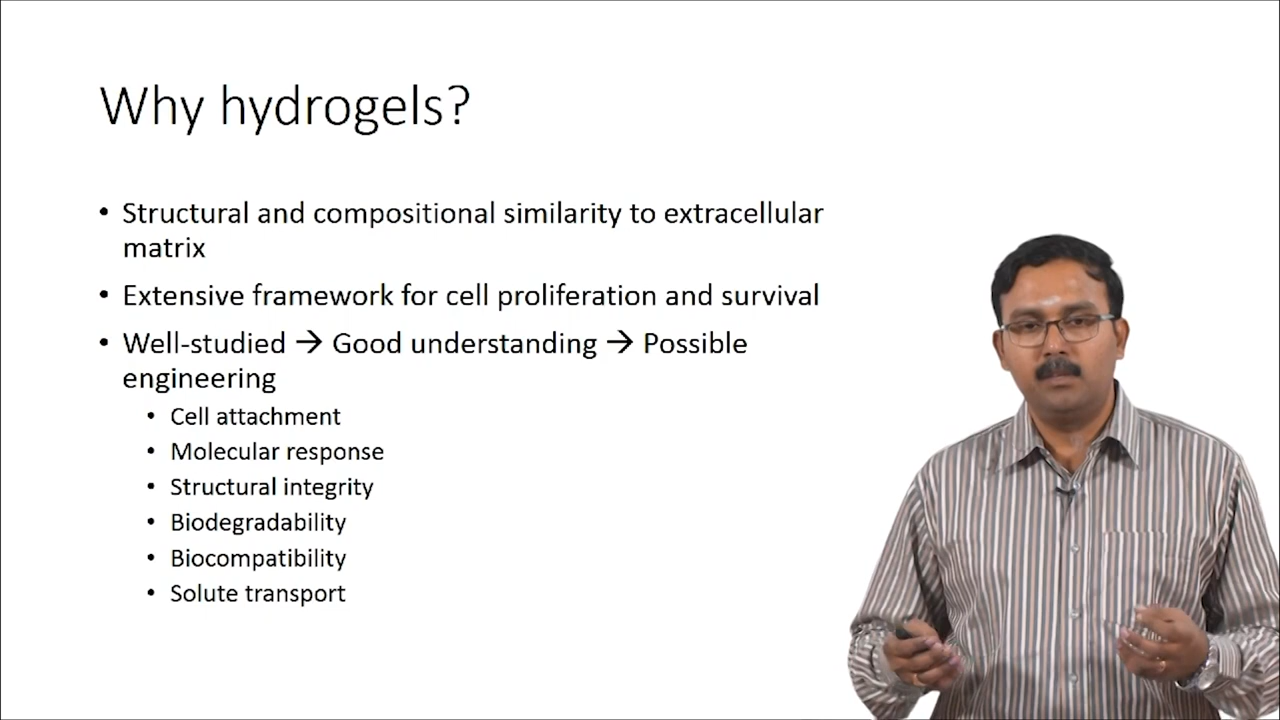 Why hydrogels?
• Structural and compositional similarity to extracellular
matrix
• Extensive framework for cell proliferation and survival
• Well-studied → Good understanding → Possible
engineering
• Cell attachment
• Molecular response
• Structural integrity
• Biodegradability
• Biocompatibility
• Solute transport